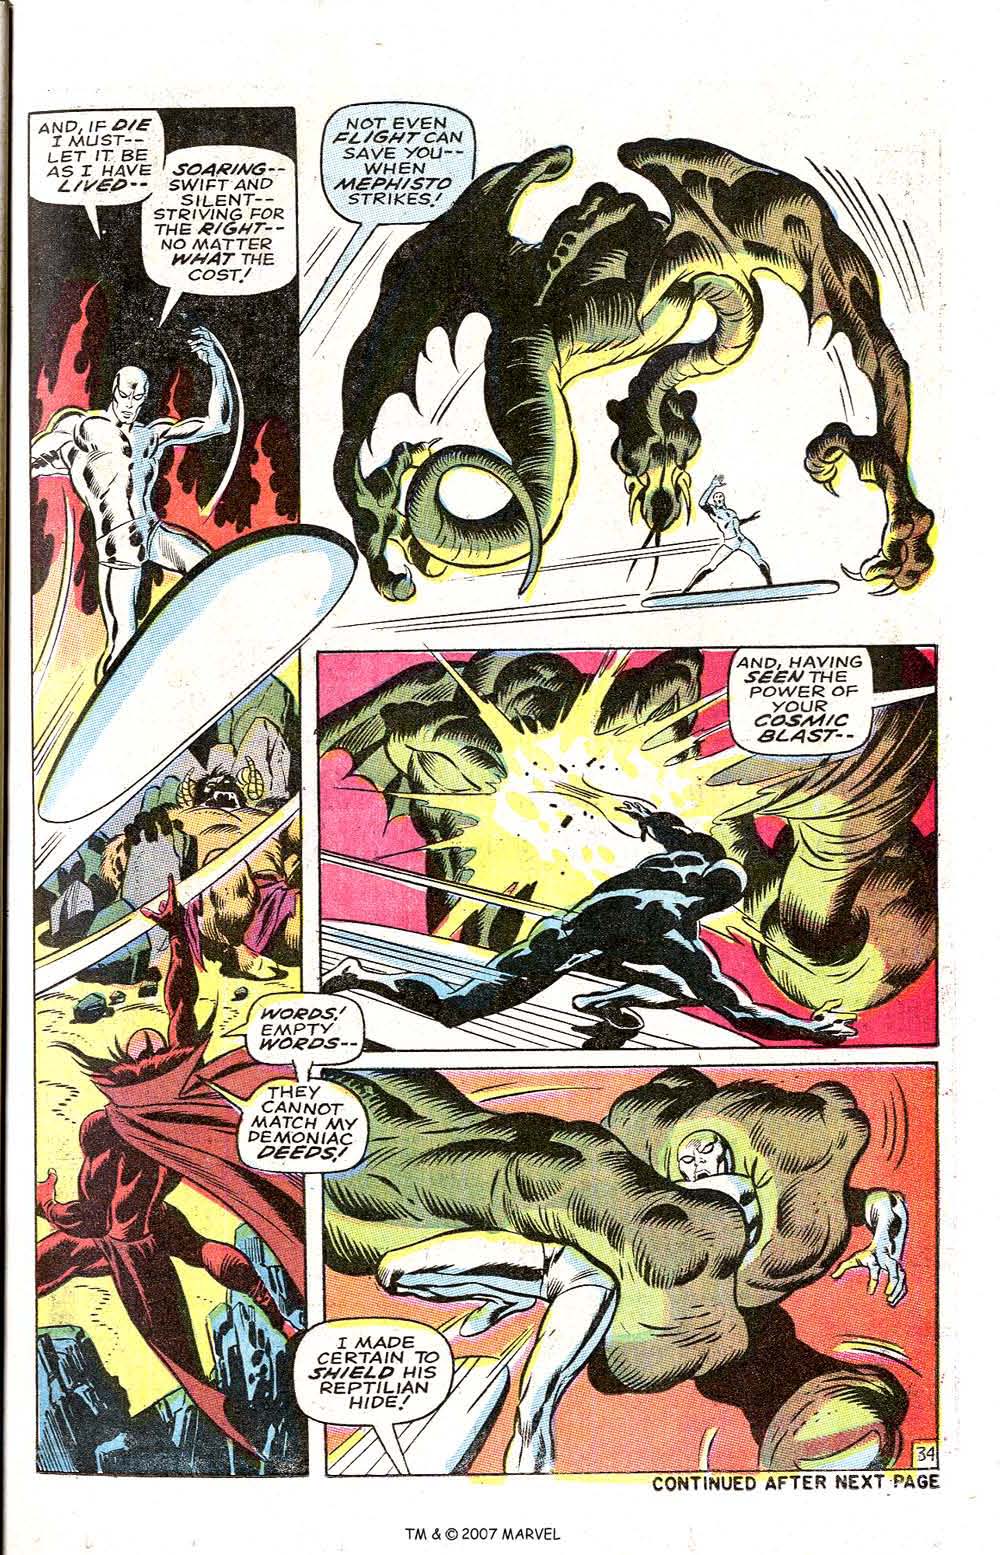 AND, IF DIE
I MUST--
LET IT BE
AS I HAVE
LIVED--
SOARING--
SWIFT AND
SILENT--
STRIVING FOR
THE RIGHT--
NO MATTER
WHAT THE
COST!
WORDS!
EMPTY
WORDS--
THEY
CANNOT
MATCH MY
DEMONIAC
DEEDS!
NOT EVEN
FLIGHT CAN
SAVE YOU--
WHEN
MEPHISTO
STRIKES!
AND, HAVING
SEEN THE
POWER OF
YOUR
COSMIC
BLAST--
I MADE
CERTAIN TO
SHIELD HIS
REPTILIAN
HIDE!
34
CONTINUED AFTER NEXT PAGE
TM & © 2007 MARVEL